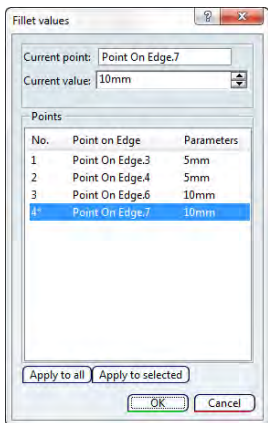 Fillet values
Current point: Point On Edge.7
Current value: 10mm
Points
No. Point on Edge Parameters
1 Point On Edge.3 5mm
2 Point On Edge.4 5mm
3 Point On Edge.6 10mm
4* Point On Edge.7 10mm
Apply to all Apply to selected
OK Cancel